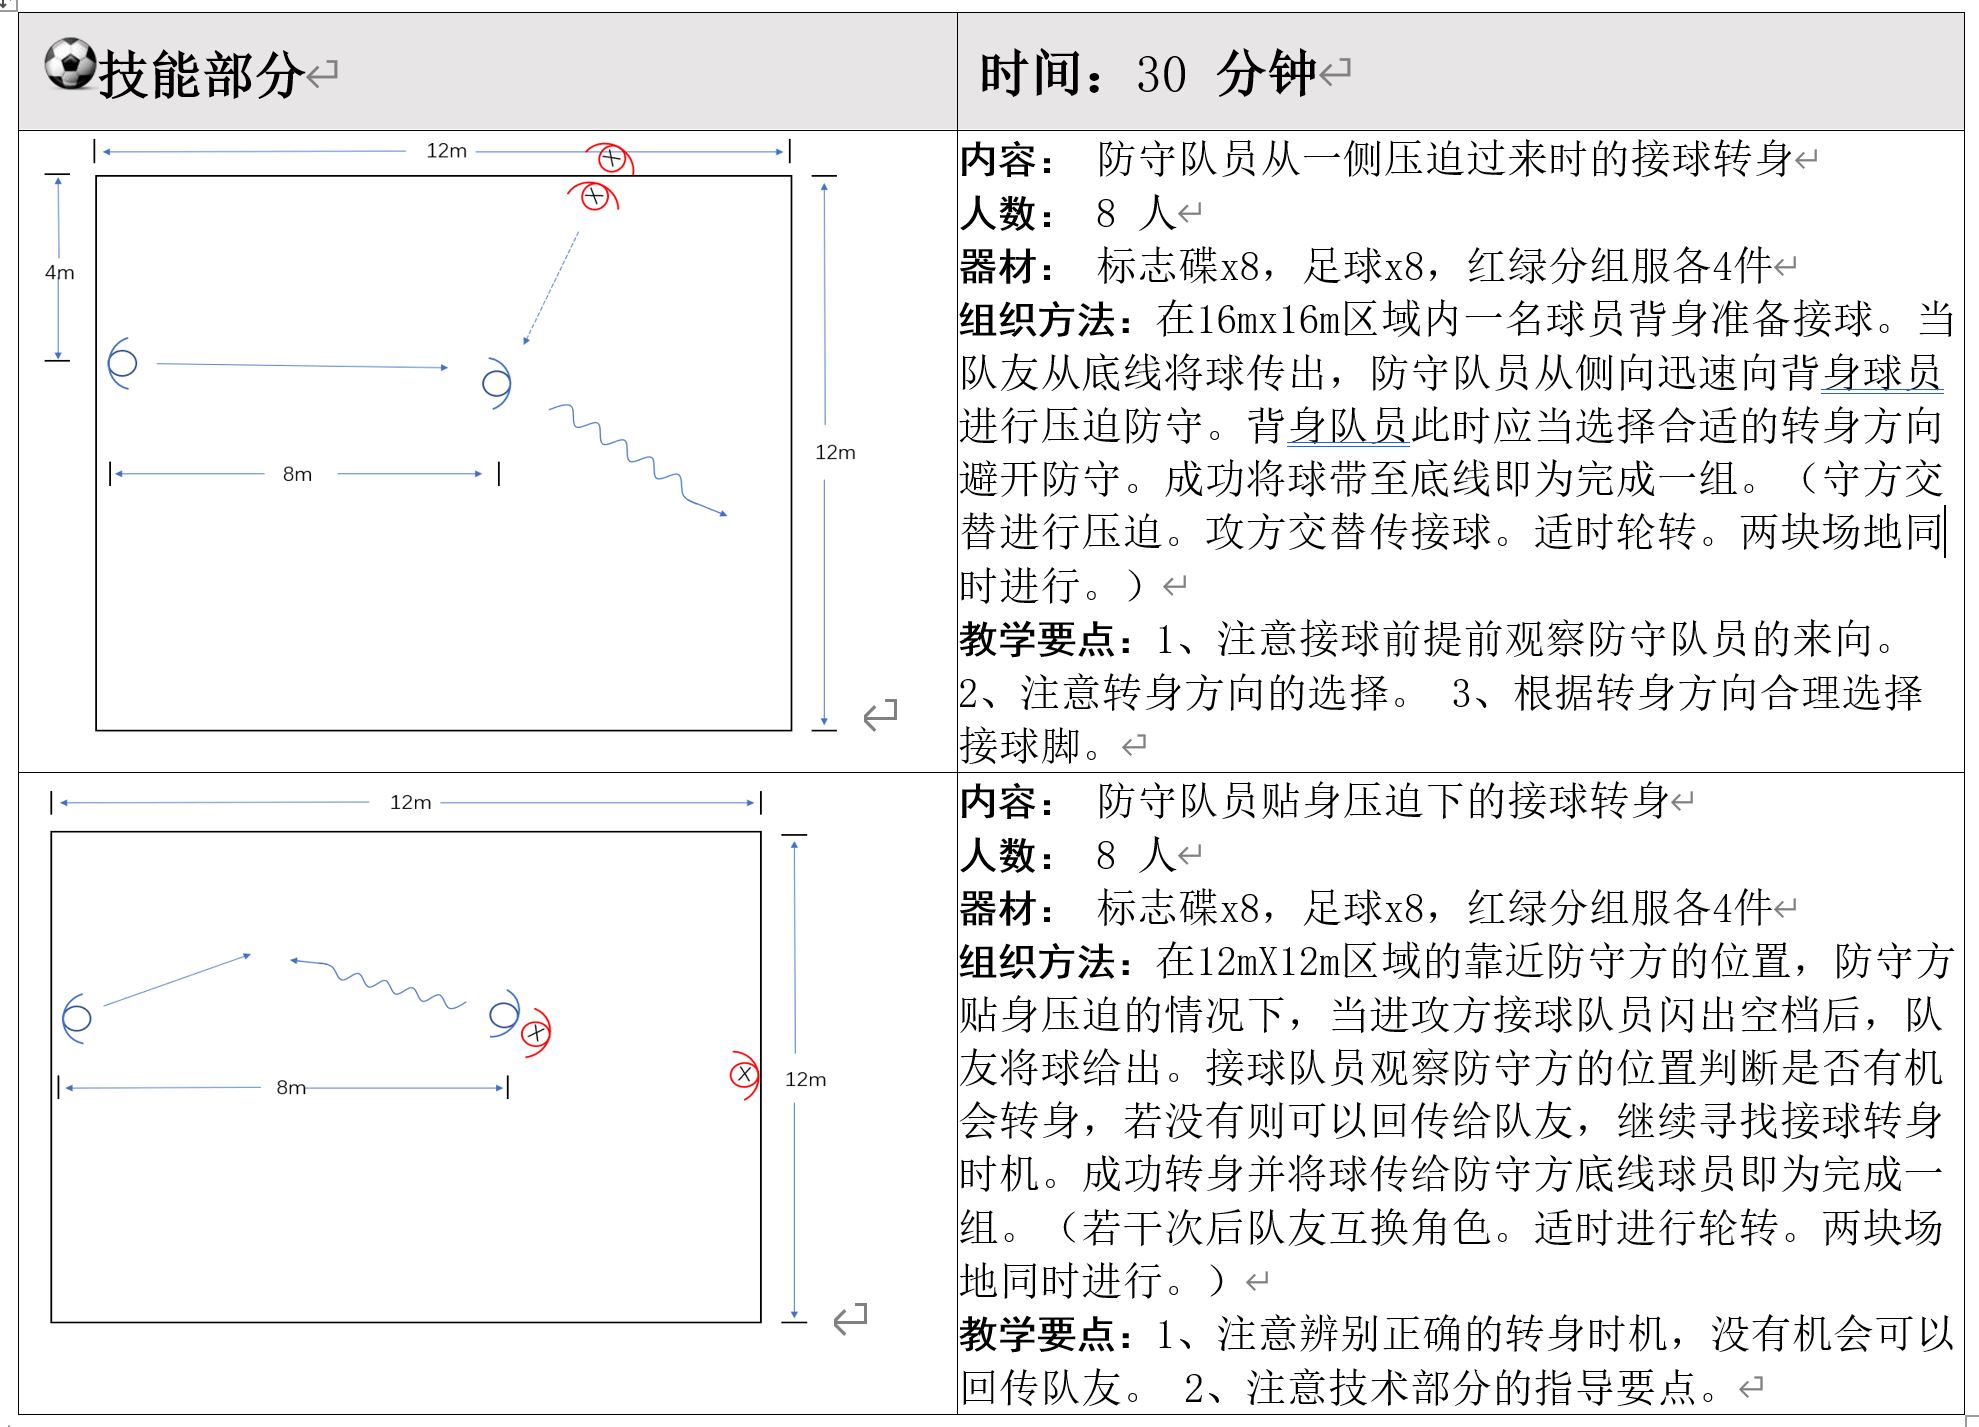 技能部分
时间：30 分钟
12m
4m
8m
12m
内容： 防守队员从一侧压迫过来时的接球转身
人数： 8 人
器材： 标志碟x8，足球x8，红绿分组服各4件
组织方法：在16mx16m区域内一名球员背身准备接球。当
队友从底线将球传出，防守队员从侧向迅速向背身球员
进行压迫防守。背身队员此时应当选择合适的转身方向
避开防守。成功将球带至底线即为完成一组。（守方交
替进行压迫。攻方交替传接球。适时轮转。两块场地同
时进行。）
教学要点：1、注意接球前提前观察防守队员的来向。
2、注意转身方向的选择。 3、根据转身方向合理选择
接球脚。
12m
8m
12m
内容： 防守队员贴身压迫下的接球转身
人数： 8 人
器材： 标志碟x8，足球x8，红绿分组服各4件
组织方法：在12mX12m区域的靠近防守方的位置，防守方
贴身压迫的情况下，当进攻方接球队员闪出空档后，队
友将球给出。接球队员观察防守方的位置判断是否有机
会转身，若没有则可以回传给队友，继续寻找接球转身
时机。成功转身并将球传给防守方底线球员即为完成一
组。（若干次后队友互换角色。适时进行轮转。两块场
地同时进行。）
教学要点：1、注意辨别正确的转身时机，没有机会可以
回传队友。 2、注意技术部分的指导要点。